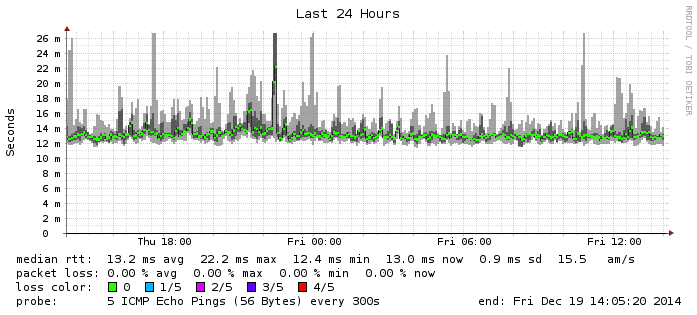 Last 24 Hours
RRDTOOL / TOBI OETIKER
Seconds
26 m
24 m
22 m
20 m
18 m
16 m
14 m
12 m
10 m
8 m
6 m
4 m
2 m
0
Thu 18:00 Fri 00:00 Fri 06:00 Fri 12:00
median rtt: 13.2 ms avg 22.2 ms max 12.4 ms min 13.0 ms now 0.9 ms sd 15.5 am/s
packet loss: 0.00 % avg 0.00 % max 0.00 % min 0.00 % now
loss color: 0 1/5 2/5 3/5 4/5
probe: 5 ICMP Echo Pings (56 Bytes) every 300s end: Fri Dec 19 14:05:20 2014